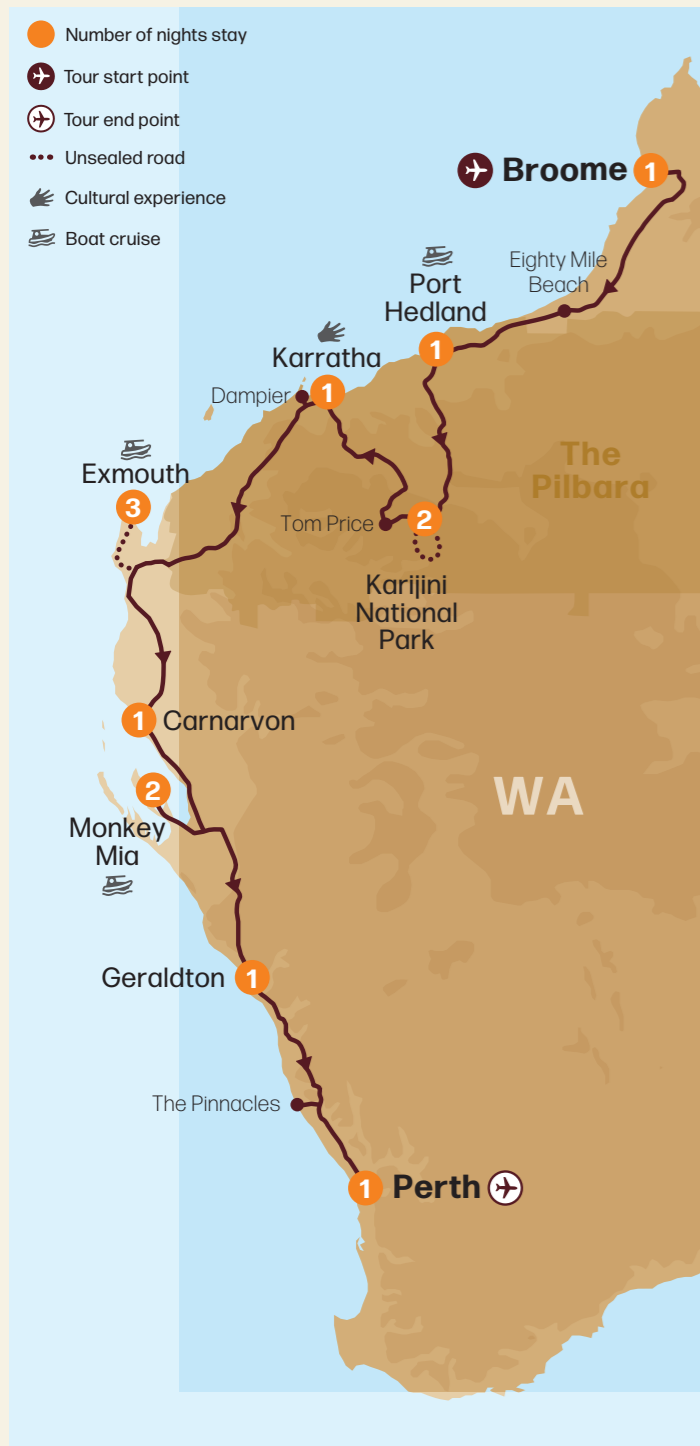 Number of nights stay
Tour start point
Tour end point
Unsealed road
Cultural experience
Boat cruise
Broome 1
Eighty Mile
Beach
Port
Hedland
1
Karratha
1
Dampier
Exmouth
3
The
Pilbara
Tom Price
2
Karijini
National
Park
1 Carnarvon
WA
2
Monkey
Mia
Geraldton 1
The Pinnacles
1 Perth